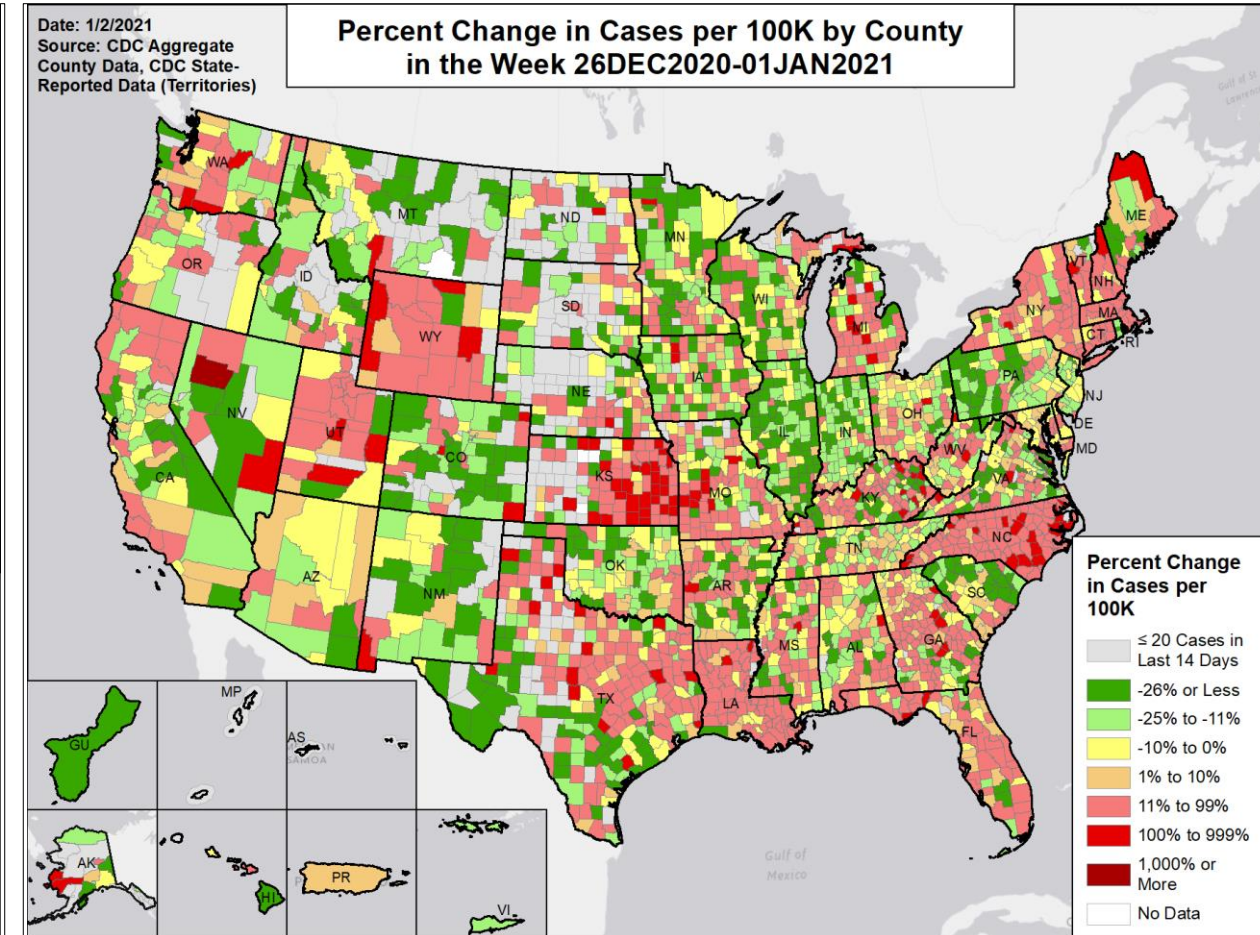 Date: 1/2/2021
Source: CDC Aggregate
County Data, CDC State-
Reported Data (Territories)
Percent Change in Cases per 100K by County
in the Week 26DEC2020-01JAN2021
Gulf of St
Lawrence
WA
MT
ND
MN
ME
OR
ID
SD
WI
VT
NH
WY
MI
NY
MA
CT
RI
IA
NE
PA
NJ
NV
UT
CO
IL
IN
OH
DE
MD
WV
CA
KS
MO
KY
VA
NC
TN
AZ
NM
OK
AR
SC
MS
AL
GA
TX
LA
FL
Gulf of
Mexico
GU
MP
AS
SAMOA
AK
HI
PR
VI
Percent Change
in Cases per
100K
≤ 20 Cases in
Last 14 Days
-26% or Less
-25% to -11%
-10% to 0%
1% to 10%
11% to 99%
100% to 999%
1,000% or
More
No Data